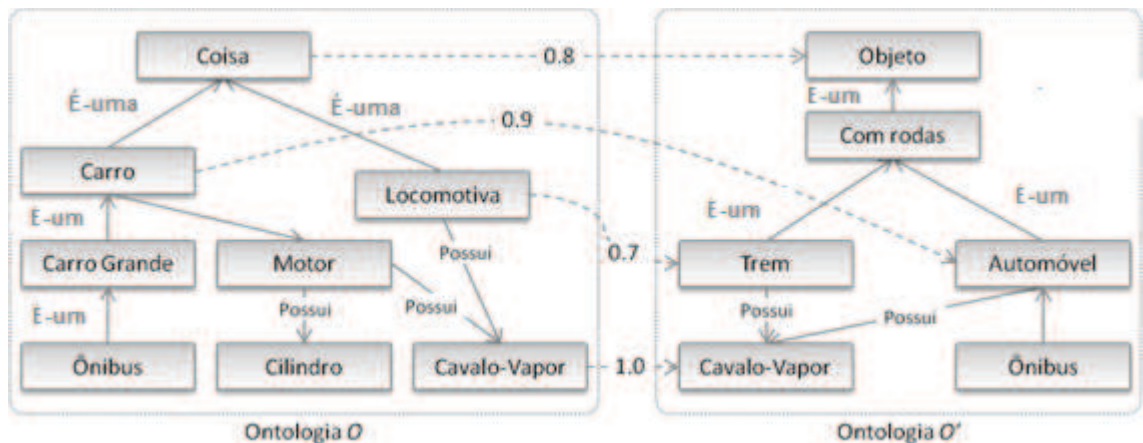 Coisa
0.8
Objeto
É-uma
É-uma
0.9
É-um
Com rodas
Carro
Locomotiva
É-um
É-um
É-um
Possui
0.7
Carro Grande
Motor
Trem
Automóvel
É-um
Possui
Possui
Possui
Possui
Ônibus
Cilindro
Cavalo-Vapor
1.0
Cavalo-Vapor
Ônibus
Ontologia O
Ontologia O'